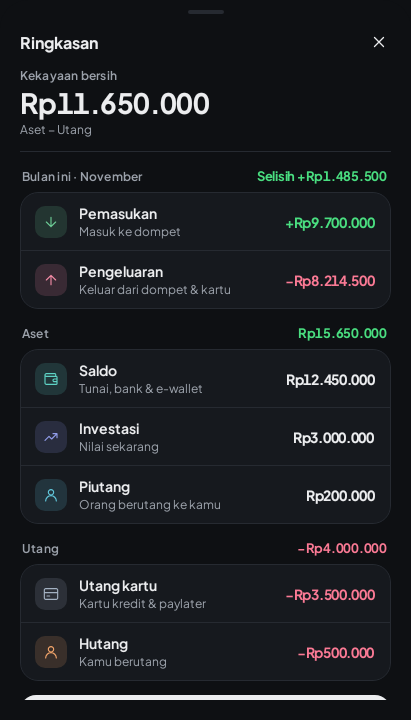 Ringkasan
Kekayaan bersih
Rp11.650.000
Aset – Utang
Bulan ini · November
Selisih +Rp1.485.500
Pemasukan
Masuk ke dompet
+Rp9.700.000
Pengeluaran
Keluar dari dompet & kartu
−Rp8.214.500
Aset
Rp15.650.000
Saldo
Tunai, bank & e-wallet
Rp12.450.000
Investasi
Nilai sekarang
Rp3.000.000
Piutang
Orang berutang ke kamu
Rp200.000
Utang
−Rp4.000.000
Utang kartu
Kartu kredit & paylater
−Rp3.500.000
Hutang
Kamu berutang
−Rp500.000